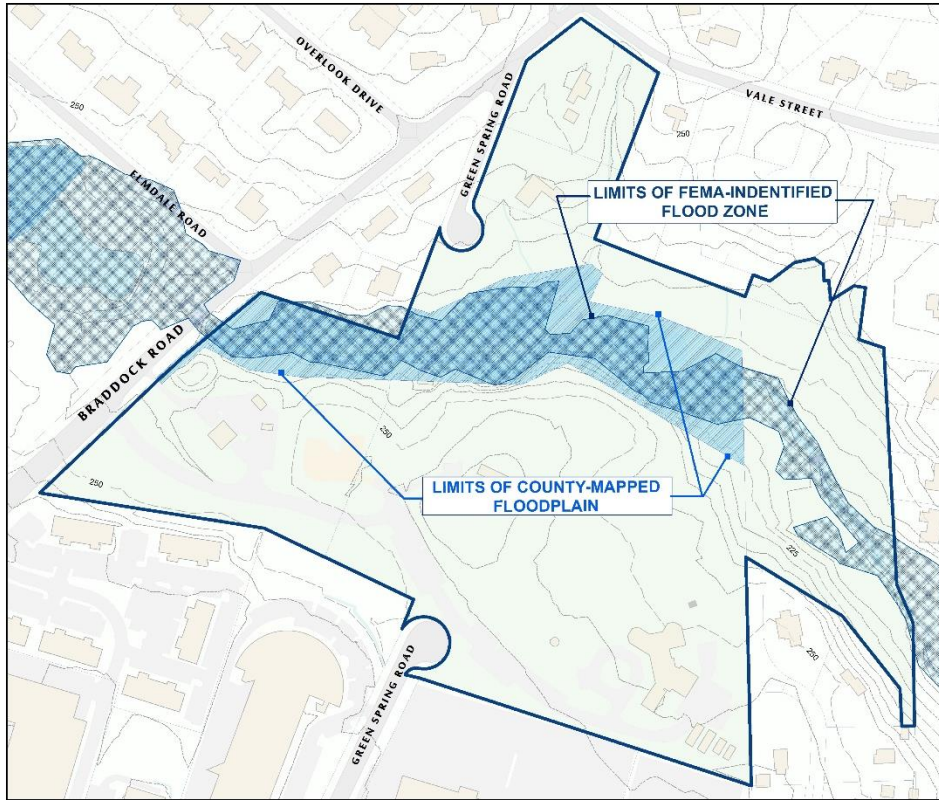 OVERLOOK DRIVE
GREEN SPRING ROAD
VALE STREET
250
250
ELMDALE ROAD
LIMITS OF FEMA-INDENTIFIED
FLOOD ZONE
BRADDOCK ROAD
250
250
LIMITS OF COUNTY-MAPPED
FLOODPLAIN
225
GREEN SPRING ROAD
250